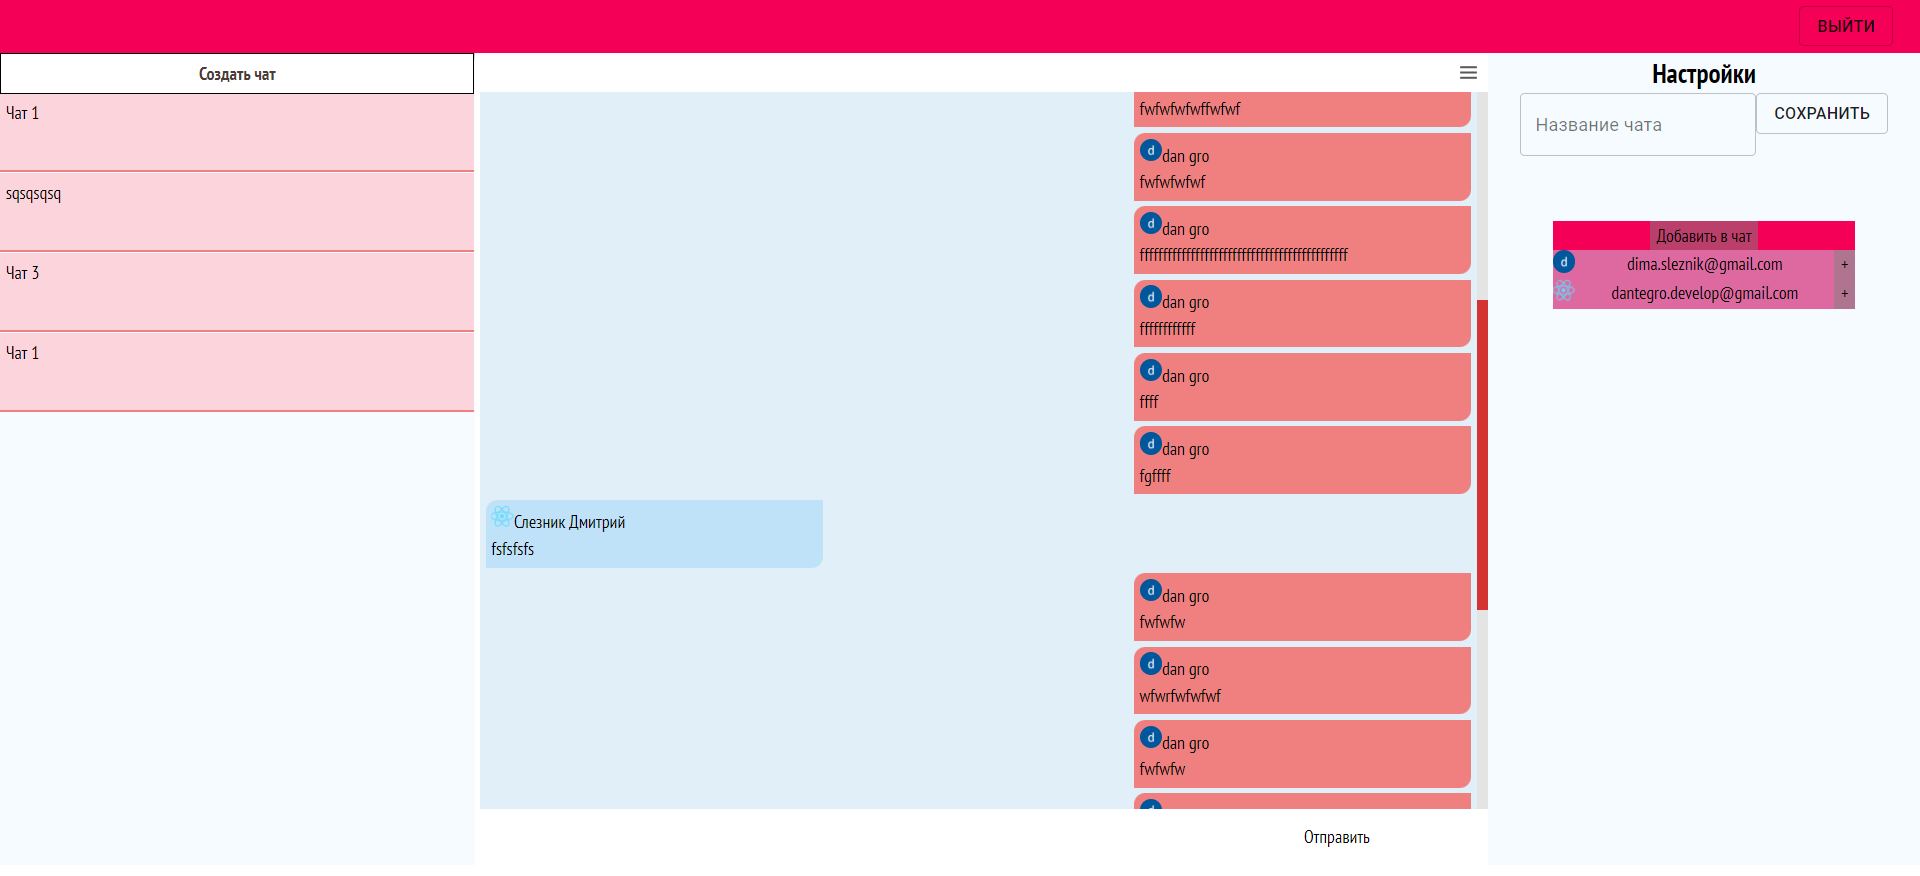 ВЫЙТИ
Создать чат
Чат 1
sqsqsqsq
Чат 3
Чат 1
fwfwfwfwffwfwf
d dan gro
fwfwfwfwf
d dan gro
d dan gro
d dan gro
ffff
d dan gro
fgffff
Слезник Дмитрий
fsfsfsfs
d dan gro
fwfwfw
d dan gro
wfwrfwfwfwf
d dan gro
fwfwfw
Отправить
Настройки
Название чата
СОХРАНИТЬ
Добавить в чат
d dima.sleznik@gmail.com +
dantegro.develop@gmail.com +